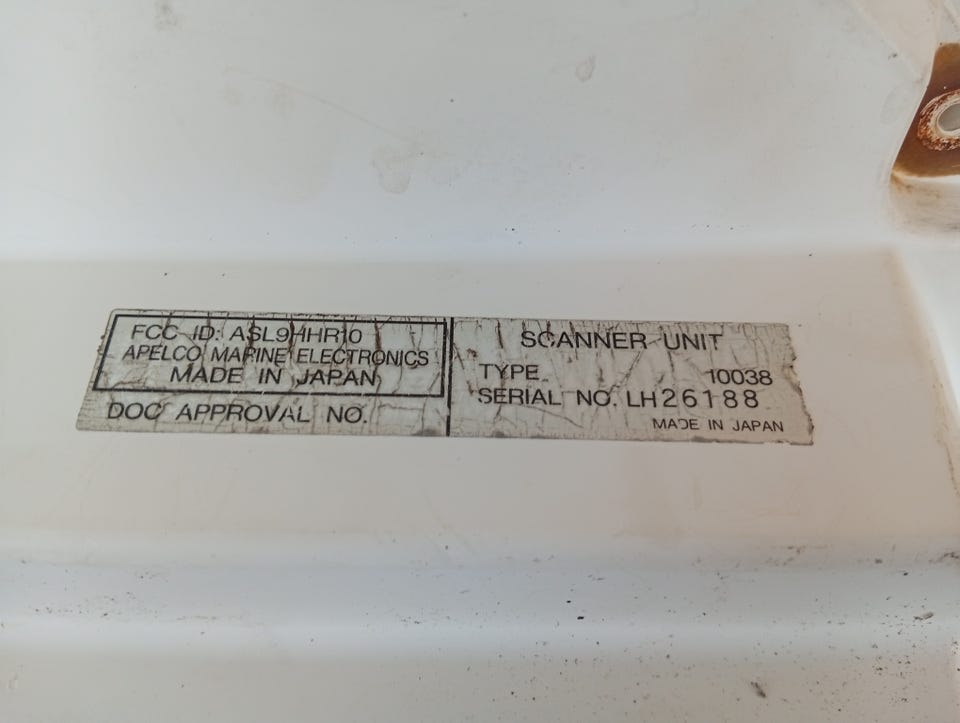 FCC ID: ASL9HHR10
APELCO MARINE ELECTRONICS
MADE IN JAPAN
DOC APPROVAL NO.
SCANNER UNIT
TYPE 10038
SERIAL NO. LH26188
MADE IN JAPAN